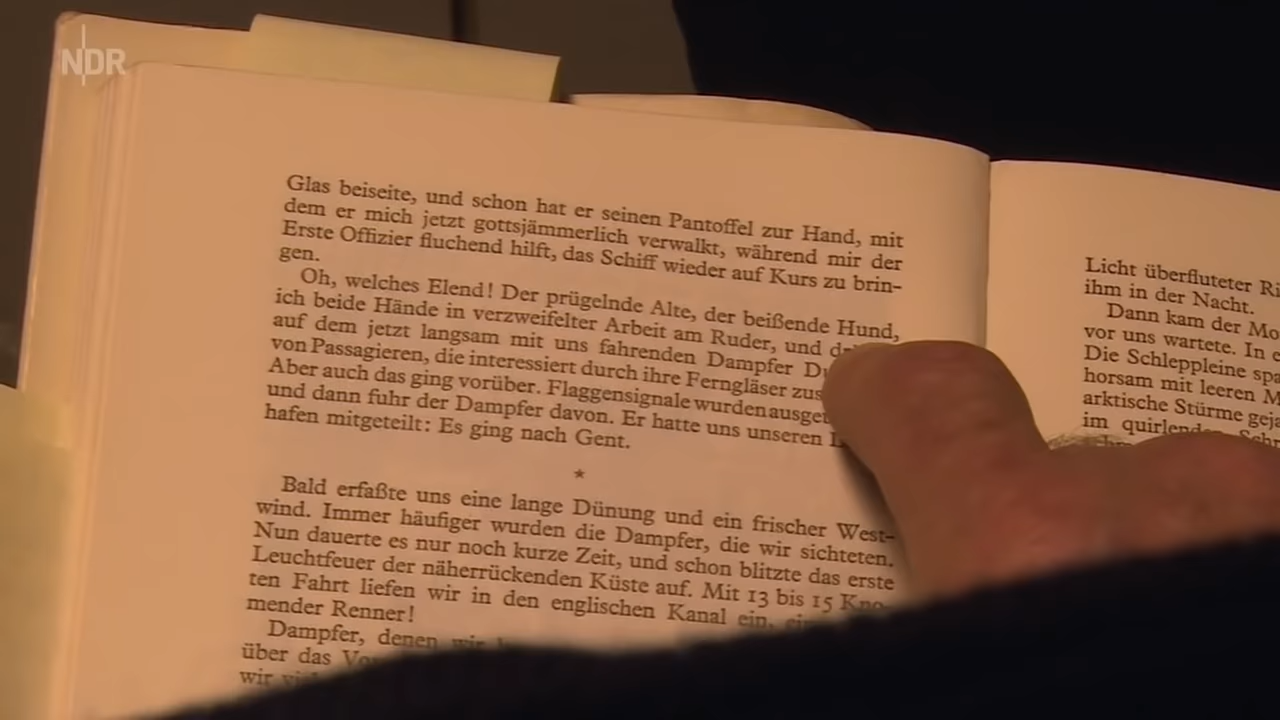 NDR
Glas beiseite, und schon hat er seinen Pantoffel zur Hand, mit
dem er mich jetzt gottsjämmerlich verwalkt, während mir der
Erste Offizier fluchend hilft, das Schiff wieder auf Kurs zu brin-
gen.
Oh, welches Elend! Der prügelnde Alte, der beißende Hund,
ich beide Hände in verzweifelter Arbeit am Ruder, und
auf dem jetzt langsam mit uns fahrenden Dampfer
von Passagieren, die interessiert durch ihre Ferngläser
Aber auch das ging vorüber. Flaggensignale wurden
und dann fuhr der Dampfer davon. Er hatte uns unseren
hafen mitgeteilt: Es ging nach Gent.
*
Bald erfaßte uns eine lange Dünung und ein frischer West-
wind. Immer häufiger wurden die Dampfer, die wir sichteten.
Nun dauerte es nur noch kurze Zeit, und schon blitzte das erste
Leuchtfeuer der näherrückenden Küste auf. Mit 13 bis 15 Kno-
ten Fahrt liefen wir in den englischen Kanal ein,
mender Renner!
Dampfer, denen wir
über das
wir
Licht überfluteter
ihm in der Nacht.
Dann kam der
vor uns wartete. In
Die Schleppleine
horsam mit leeren
arktische Stürme
im